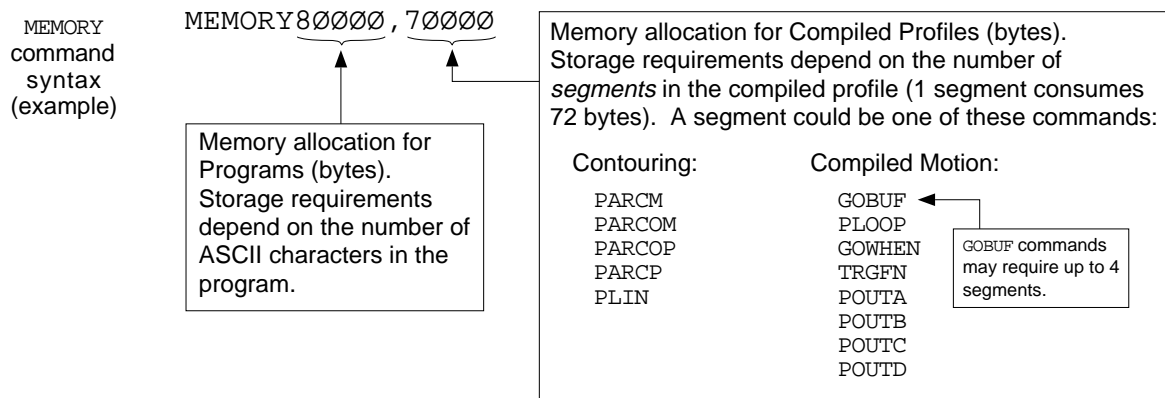 MEMORY
command
syntax
(example)
MEMORY8ØØØØ,7ØØØØ
Memory allocation for
Programs (bytes).
Storage requirements
depend on the number of
ASCII characters in the
program.
Memory allocation for Compiled Profiles (bytes).
Storage requirements depend on the number of
segments in the compiled profile (1 segment consumes
72 bytes). A segment could be one of these commands:
Contouring:
PARCM
PARCOM
PARCOP
PARCP
PLIN
Compiled Motion:
GOBUF
PLOOP
GOWHEN
TRGFN
POUTA
POUTB
POUTC
POUTD
GOBUF commands
may require up to 4
segments.